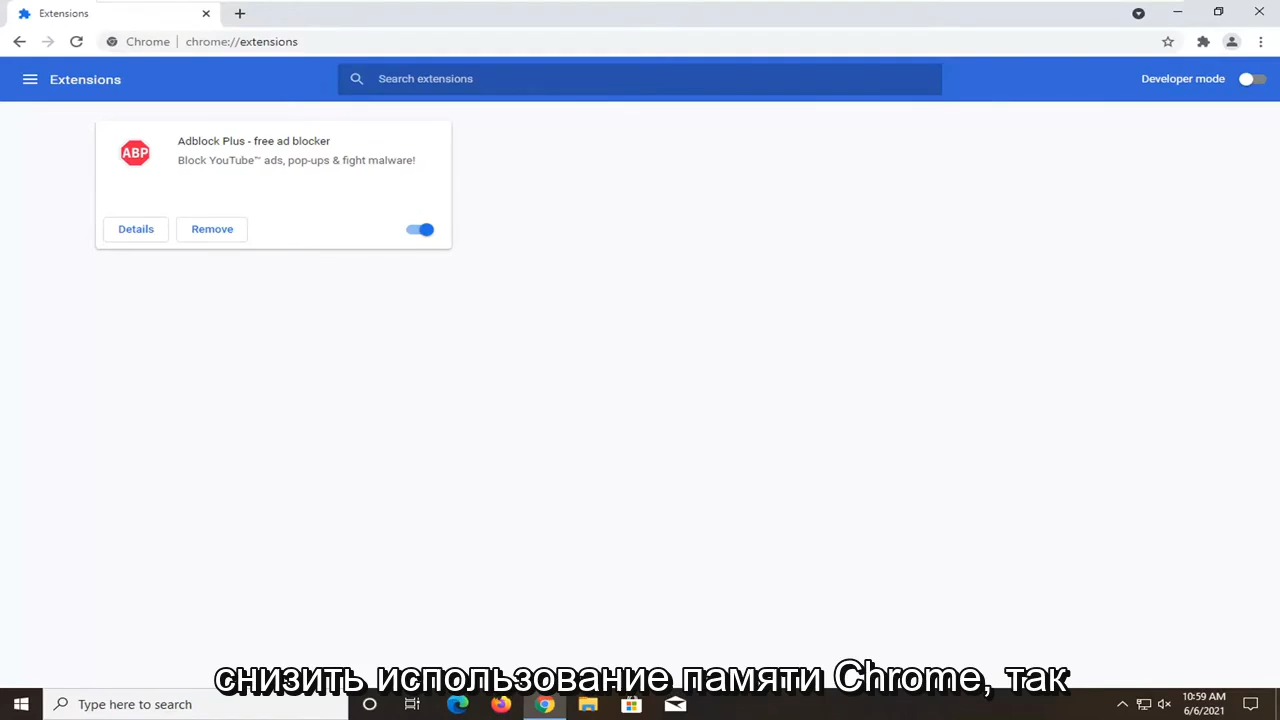 Extensions
Chrome
chrome://extensions
Extensions
Search extensions
Developer mode
ABP
Adblock Plus - free ad blocker
Block YouTube™ ads, pop-ups & fight malware!
Details
Remove
снизить использование памяти Chrome, так
Type here to search
10:59 AM
6/6/2021